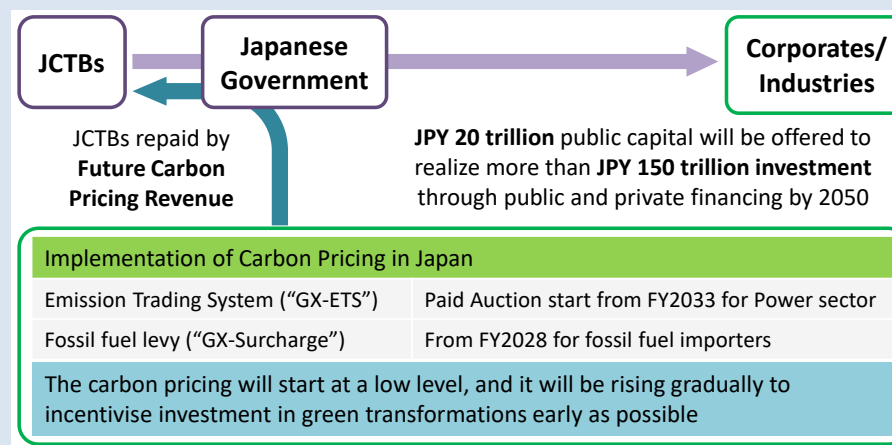 JCTBs
Japanese
Government
Corporates/
Industries
JCTBs repaid by
Future Carbon
Pricing Revenue
JPY 20 trillion public capital will be offered to
realize more than JPY 150 trillion investment
through public and private financing by 2050
Implementation of Carbon Pricing in Japan
Emission Trading System (“GX-ETS”)
Paid Auction start from FY2033 for Power sector
Fossil fuel levy (“GX-Surcharge”)
From FY2028 for fossil fuel importers
The carbon pricing will start at a low level, and it will be rising gradually to
incentivise investment in green transformations early as possible